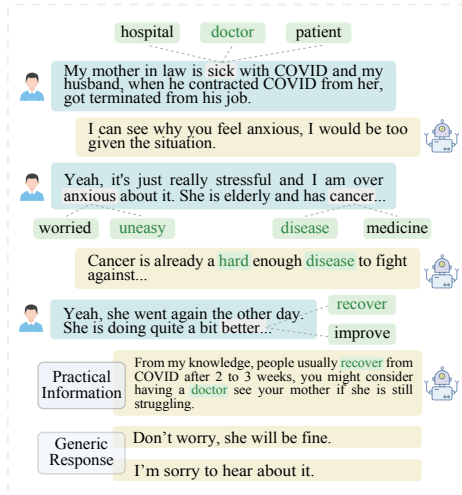 hospital doctor patient
My mother in law is sick with COVID and my
husband, when he contracted COVID from her,
got terminated from his job.
I can see why you feel anxious, I would be too
given the situation.
Yeah, it's just really stressful and I am over
anxious about it. She is elderly and has cancer...
worried uneasy disease medicine
Cancer is already a hard enough disease to fight
against...
Yeah, she went again the other day.
She is doing quite a bit better...
recover
improve
Practical
Information
From my knowledge, people usually recover from
COVID after 2 to 3 weeks, you might consider
having a doctor see your mother if she is still
struggling.
Generic
Response
Don't worry, she will be fine.
I'm sorry to hear about it.